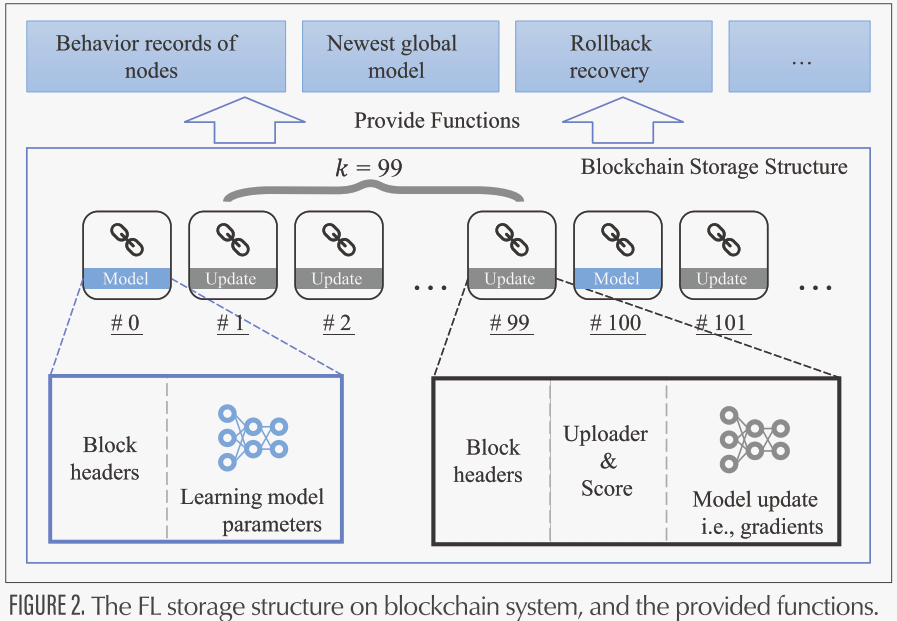 Behavior records of
nodes
Newest global
model
Rollback
recovery
...
Provide Functions
Blockchain Storage Structure
k = 99
Model
Update
Update
...
Update
Model
Update
...
# 0
# 1
# 2
# 99
# 100
# 101
Block
headers
Learning model
parameters
Block
headers
Uploader
&
Score
Model update
i.e., gradients
FIGURE 2. The FL storage structure on blockchain system, and the provided functions.